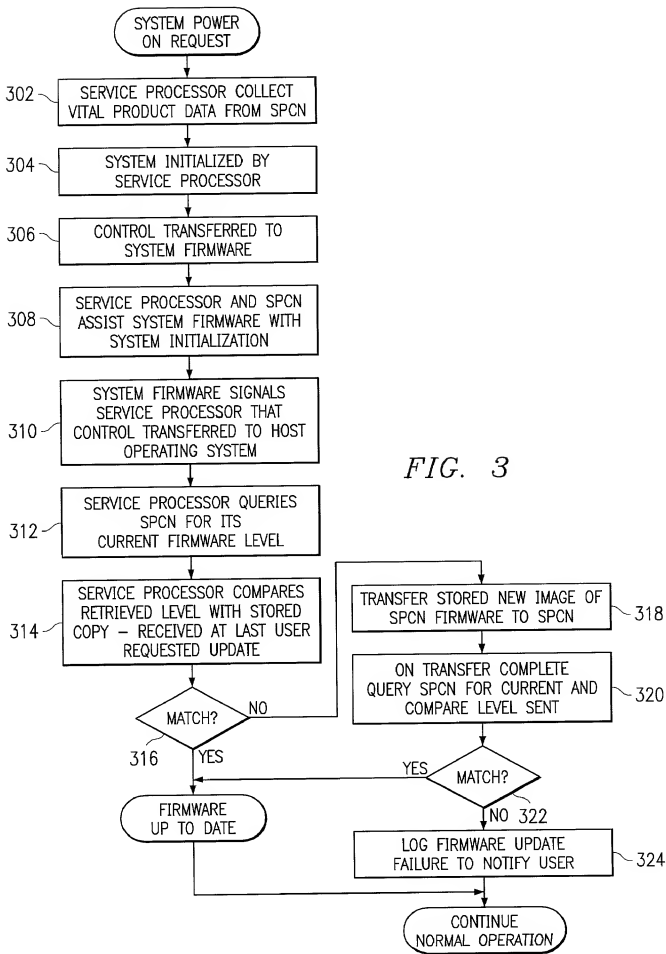 SYSTEM POWER
ON REQUEST
302
SERVICE PROCESSOR COLLECT
VITAL PRODUCT DATA FROM SPCN
304
SYSTEM INITIALIZED BY
SERVICE PROCESSOR
306
CONTROL TRANSFERRED TO
SYSTEM FIRMWARE
308
SERVICE PROCESSOR AND SPCN
ASSIST SYSTEM FIRMWARE WITH
SYSTEM INITIALIZATION
310
SYSTEM FIRMWARE SIGNALS
SERVICE PROCESSOR THAT
CONTROL TRANSFERRED TO HOST
OPERATING SYSTEM
FIG. 3
312
SERVICE PROCESSOR QUERIES
SPCN FOR ITS
CURRENT FIRMWARE LEVEL
314
SERVICE PROCESSOR COMPARES
RETRIEVED LEVEL WITH STORED
COPY – RECEIVED AT LAST USER
REQUESTED UPDATE
MATCH?
316
NO
YES
TRANSFER STORED NEW IMAGE OF
SPCN FIRMWARE TO SPCN
318
ON TRANSFER COMPLETE
QUERY SPCN FOR CURRENT AND
COMPARE LEVEL SENT
320
YES
MATCH?
NO
322
FIRMWARE
UP TO DATE
LOG FIRMWARE UPDATE
FAILURE TO NOTIFY USER
324
CONTINUE
NORMAL OPERATION